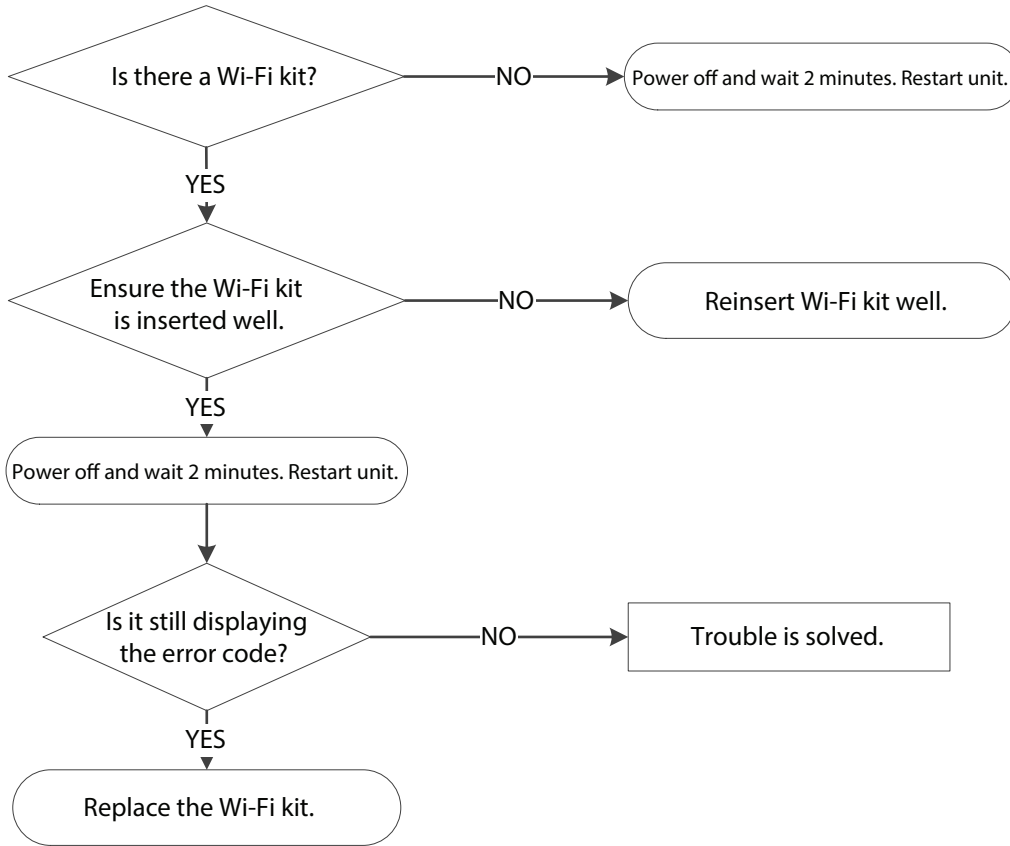 Is there a Wi-Fi kit?
NO
Power off and wait 2 minutes. Restart unit.
YES
Ensure the Wi-Fi kit
is inserted well.
NO
Reinsert Wi-Fi kit well.
YES
Power off and wait 2 minutes. Restart unit.
Is it still displaying
the error code?
NO
Trouble is solved.
YES
Replace the Wi-Fi kit.